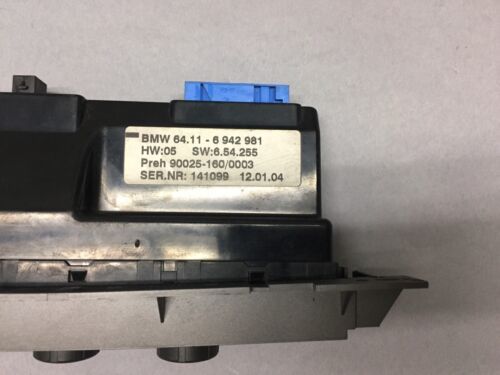 BMW 64.11 - 6 942 981
HW:05 SW:6.54.255
Preh 90025-160/0003
SER.NR: 141099 12.01.04